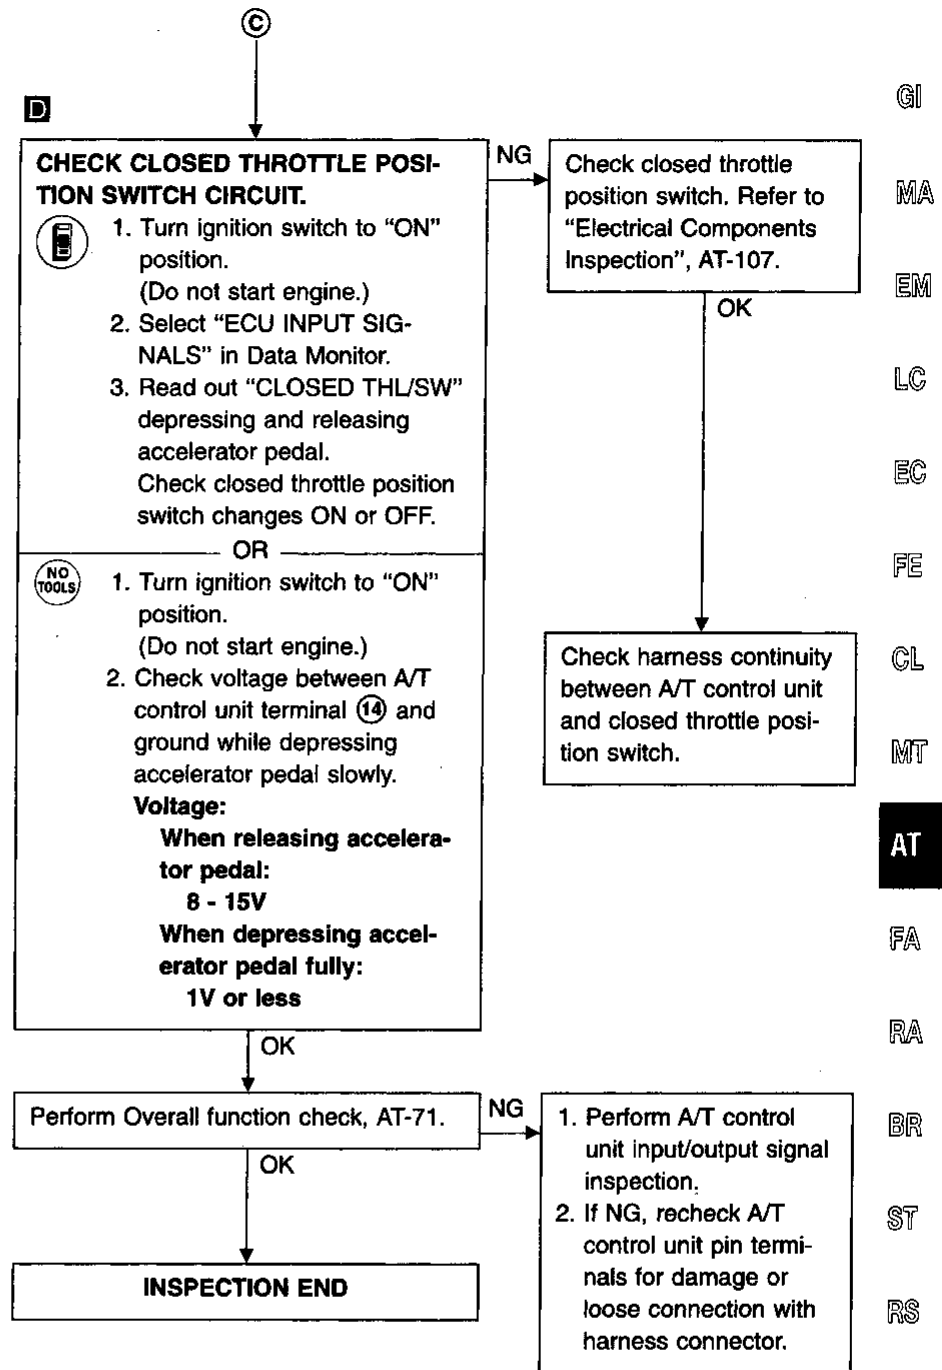 Ⓒ
D
CHECK CLOSED THROTTLE POSI-
TION SWITCH CIRCUIT.
1. Turn ignition switch to “ON”
position.
(Do not start engine.)
2. Select “ECU INPUT SIG-
NALS” in Data Monitor.
3. Read out “CLOSED THL/SW”
depressing and releasing
accelerator pedal.
Check closed throttle position
switch changes ON or OFF.
OR
NO
TOOLS
1. Turn ignition switch to “ON”
position.
(Do not start engine.)
2. Check voltage between A/T
control unit terminal ⑭ and
ground while depressing
accelerator pedal slowly.
Voltage:
When releasing accelera-
tor pedal:
8 - 15V
When depressing accel-
erator pedal fully:
1V or less
NG
Check closed throttle
position switch. Refer to
“Electrical Components
Inspection”, AT-107.
OK
Check harness continuity
between A/T control unit
and closed throttle posi-
tion switch.
OK
Perform Overall function check, AT-71.
NG
1. Perform A/T control
unit input/output signal
inspection.
2. If NG, recheck A/T
control unit pin termi-
nals for damage or
loose connection with
harness connector.
OK
INSPECTION END
GI
MA
EM
LC
EC
FE
CL
MT
AT
FA
RA
BR
ST
RS